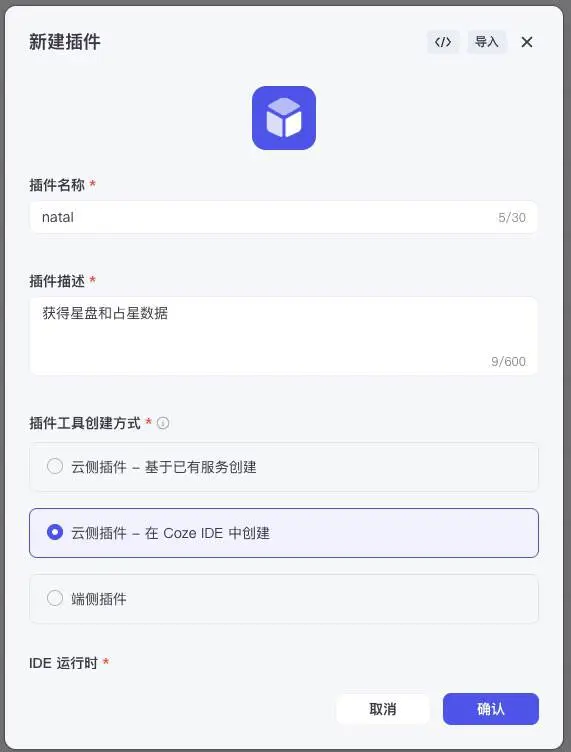 新建插件
</> 导入
插件名称 *
natal 5/30
插件描述 *
获得星盘和占星数据
9/600
插件工具创建方式 *
云侧插件 – 基于已有服务创建
云侧插件 – 在 Coze IDE 中创建
端侧插件
IDE 运行时 *
取消 确认